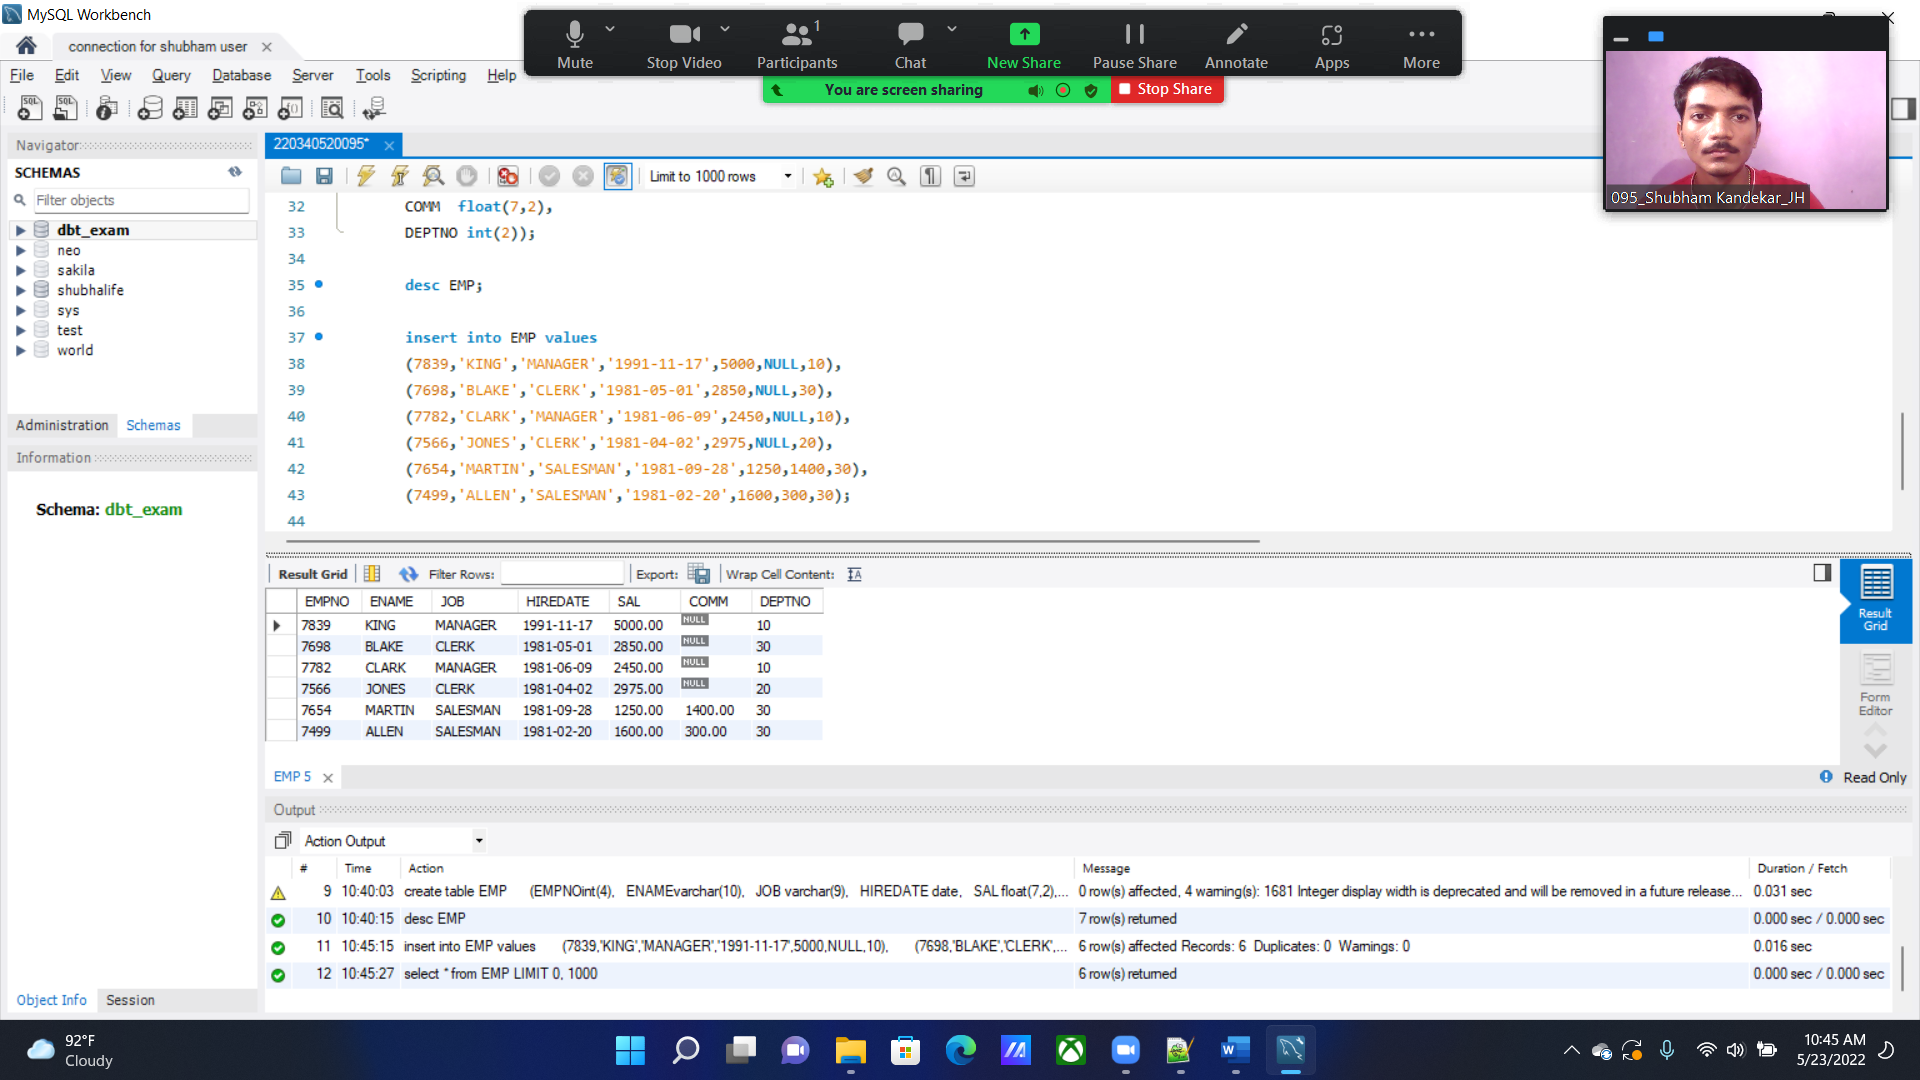 MySQL Workbench
connection for shubham user
File Edit View Query Database Server Tools Scripting Help
Mute
Stop Video
Participants 1
Chat
New Share
Pause Share
Annotate
Apps
More
You are screen sharing
Stop Share
095_Shubham Kandekar_JH
Navigator
SCHEMAS
Filter objects
dbt_exam
neo
sakila
shubhalife
sys
test
world
Administration Schemas
Information
Schema: dbt_exam
Object Info Session
220340520095*
Limit to 1000 rows
32 COMM float(7,2),
33 DEPTNO int(2));
34
35 desc EMP;
36
37 insert into EMP values
38 (7839,'KING','MANAGER','1991-11-17',5000,NULL,10),
39 (7698,'BLAKE','CLERK','1981-05-01',2850,NULL,30),
40 (7782,'CLARK','MANAGER','1981-06-09',2450,NULL,10),
41 (7566,'JONES','CLERK','1981-04-02',2975,NULL,20),
42 (7654,'MARTIN','SALESMAN','1981-09-28',1250,1400,30),
43 (7499,'ALLEN','SALESMAN','1981-02-20',1600,300,30);
44
Result Grid Filter Rows: Export: Wrap Cell Content:
EMPNO ENAME JOB HIREDATE SAL COMM DEPTNO
7839 KING MANAGER 1991-11-17 5000.00 NULL 10
7698 BLAKE CLERK 1981-05-01 2850.00 NULL 30
7782 CLARK MANAGER 1981-06-09 2450.00 NULL 10
7566 JONES CLERK 1981-04-02 2975.00 NULL 20
7654 MARTIN SALESMAN 1981-09-28 1250.00 1400.00 30
7499 ALLEN SALESMAN 1981-02-20 1600.00 300.00 30
Result
Grid
Form
Editor
EMP 5
Read Only
Output
Action Output
# Time Action Message Duration / Fetch
9 10:40:03 create table EMP (EMPNOint(4), ENAMEvarchar(10), JOB varchar(9), HIREDATE date, SAL float(7,2),... 0 row(s) affected, 4 warning(s): 1681 Integer display width is deprecated and will be removed in a future release... 0.031 sec
10 10:40:15 desc EMP 7 row(s) returned 0.000 sec / 0.000 sec
11 10:45:15 insert into EMP values (7839,'KING','MANAGER','1991-11-17',5000,NULL,10), (7698,'BLAKE','CLERK',... 6 row(s) affected Records: 6 Duplicates: 0 Warnings: 0 0.016 sec
12 10:45:27 select * from EMP LIMIT 0, 1000 6 row(s) returned 0.000 sec / 0.000 sec
92°F
Cloudy
10:45 AM
5/23/2022